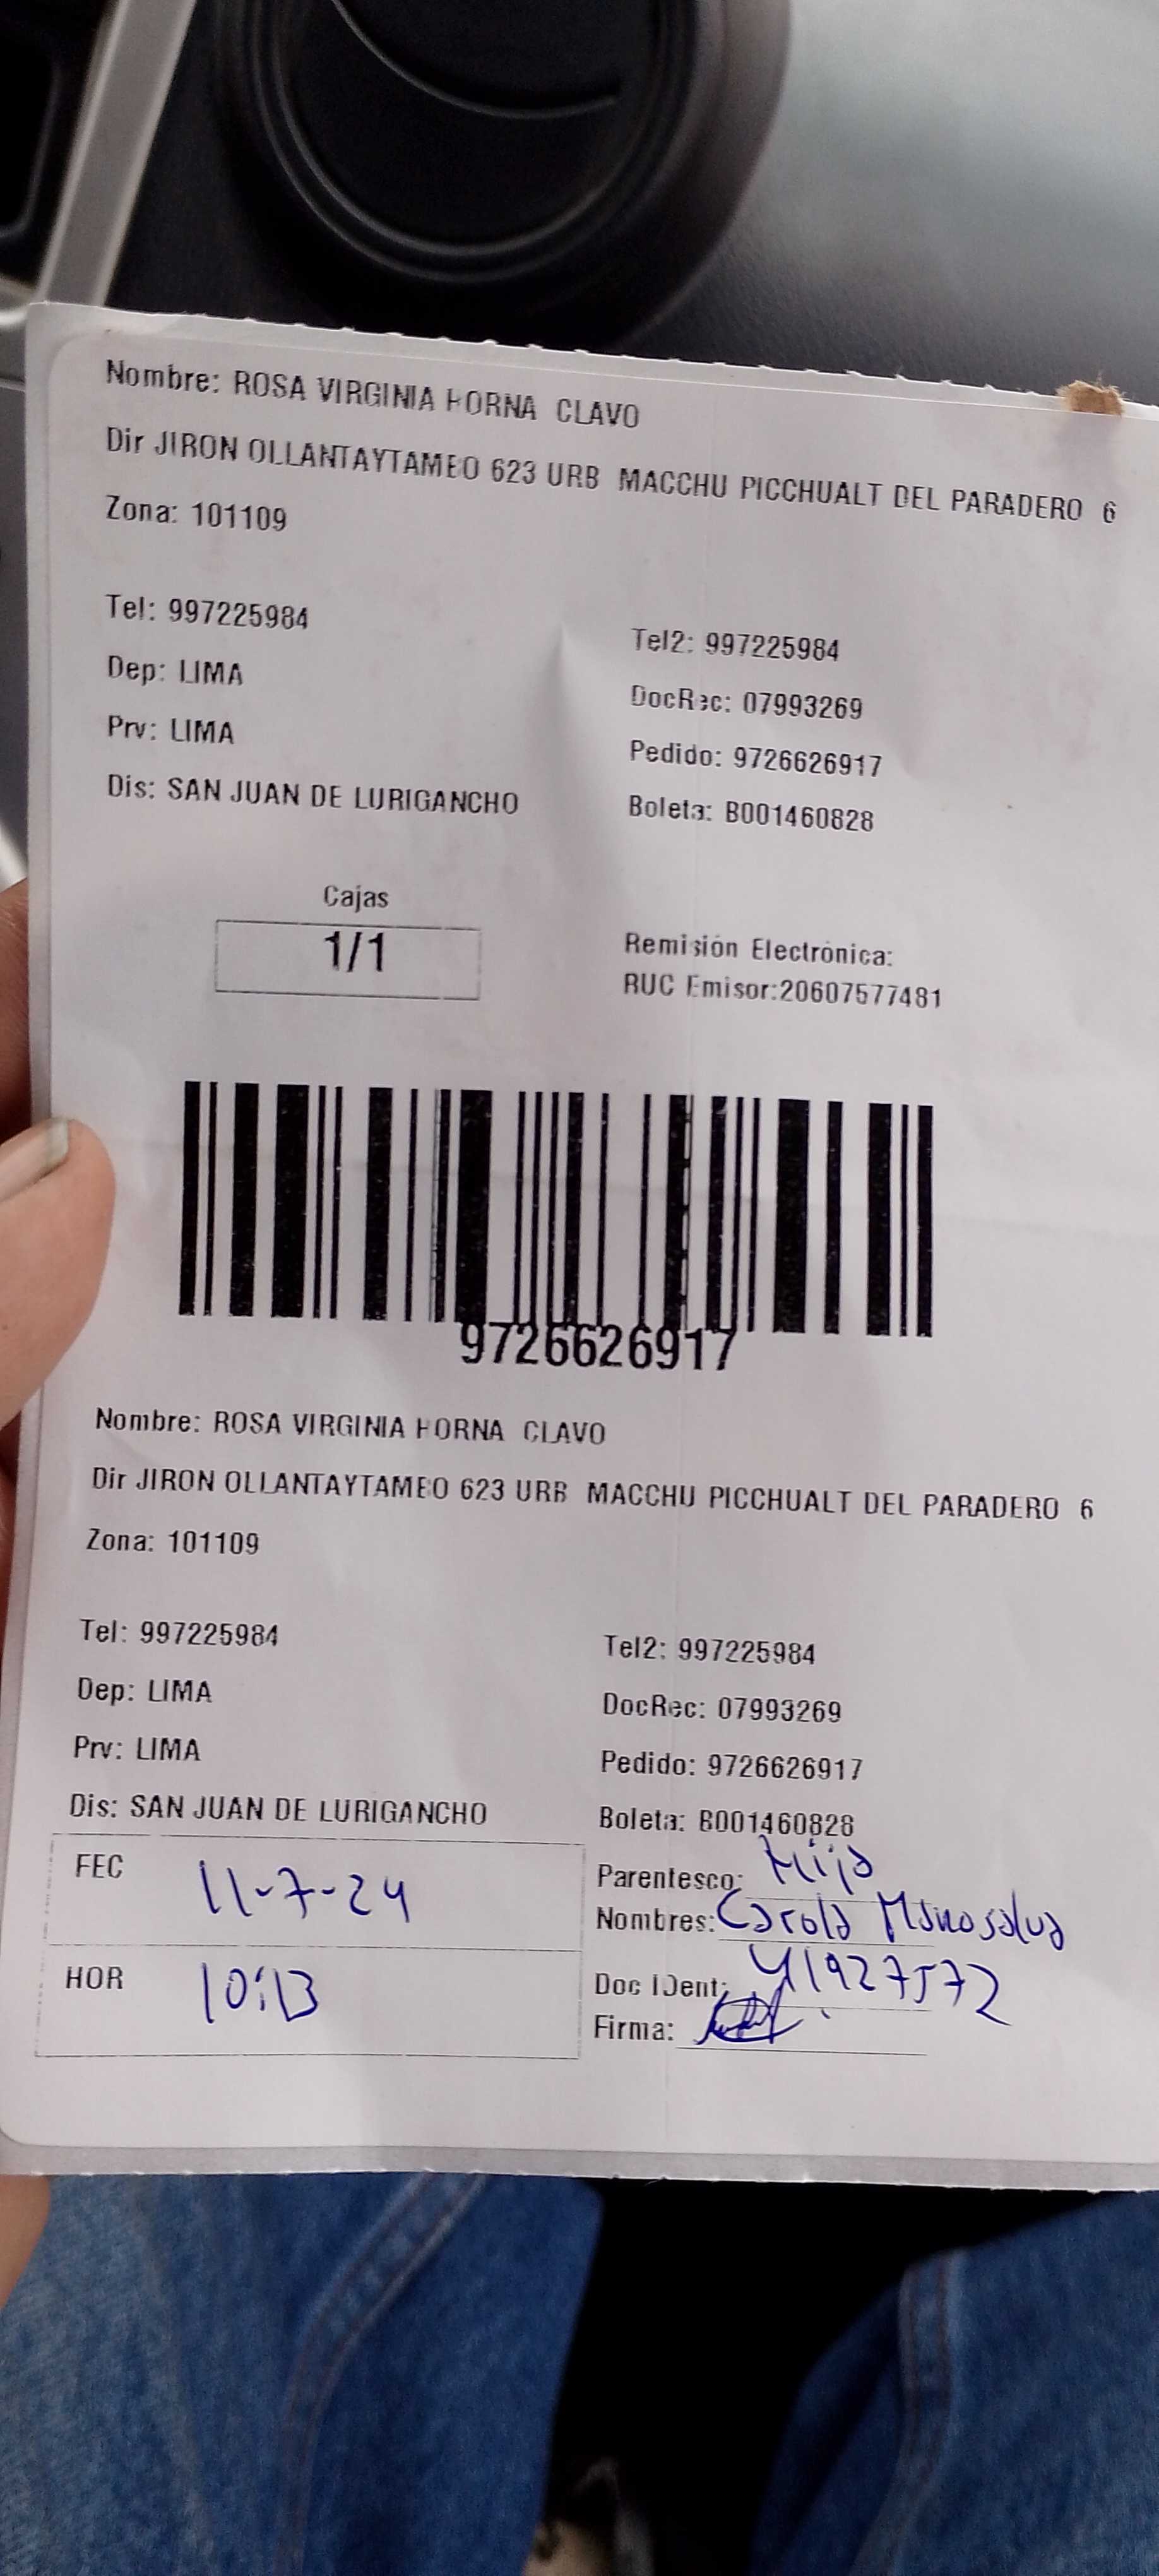 Nombre: ROSA VIRGINIA HORNA CLAVO
Dir JIRON OLLANTAYTAMBO 623 URB MACCHU PICCHUALT DEL PARADERO 6
Zona: 101109
Tel: 997225984
Tel2: 997225984
Dep: LIMA
DocRec: 07993269
Prv: LIMA
Pedido: 9726626917
Dis: SAN JUAN DE LURIGANCHO
Boleta: B001460828
Cajas
1/1
Remisión Electrónica:
RUC Emisor:20607577481
9726626917
Nombre: ROSA VIRGINIA HORNA CLAVO
Dir JIRON OLLANTAYTAMBO 623 URB MACCHU PICCHUALT DEL PARADERO 6
Zona: 101109
Tel: 997225984
Tel2: 997225984
Dep: LIMA
DocRec: 07993269
Prv: LIMA
Pedido: 9726626917
Dis: SAN JUAN DE LURIGANCHO
Boleta: B001460828
FEC 11-7-24
Parentesco: Hija
Nombres: Carola Manosalva
HOR 10:13
Doc IDent: 41927572
Firma: